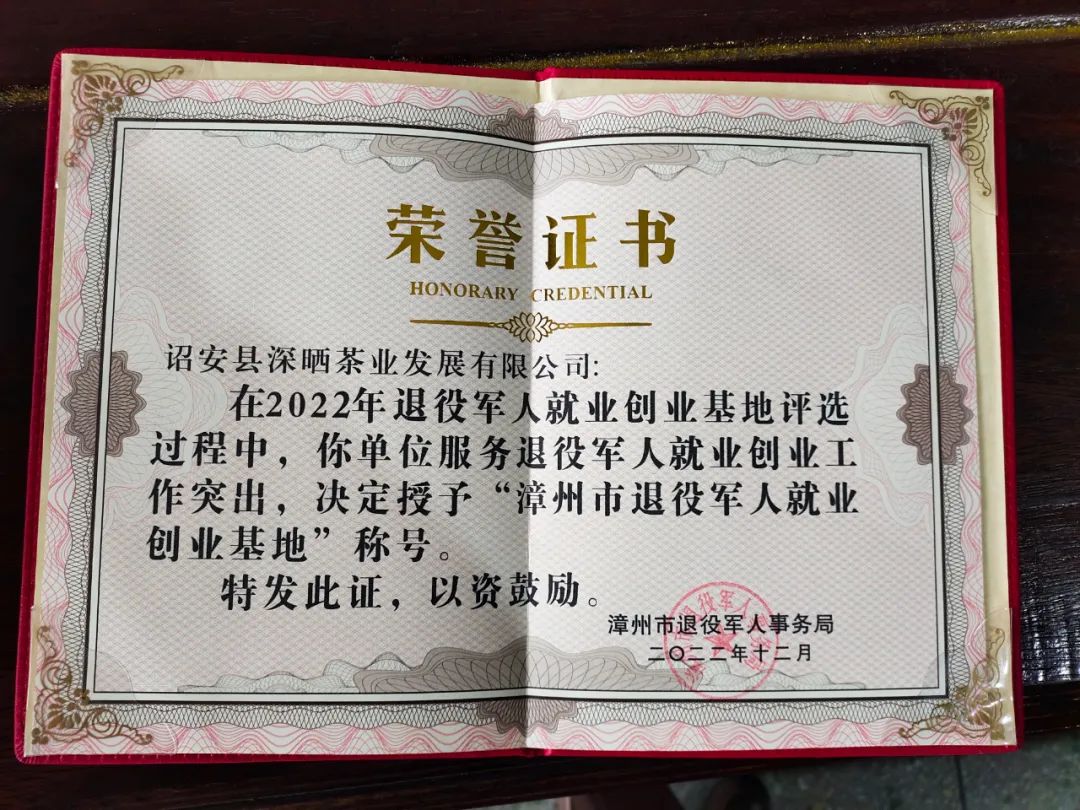 荣誉证书
HONORARY CREDENTIAL
诏安县深晒茶业发展有限公司:
在2022年退役军人就业创业基地评选
过程中，你单位服务退役军人就业创业工
作突出，决定授予“漳州市退役军人就业
创业基地”称号。
特发此证，以资鼓励。
漳州市退役军人事务局
二〇二二年十二月